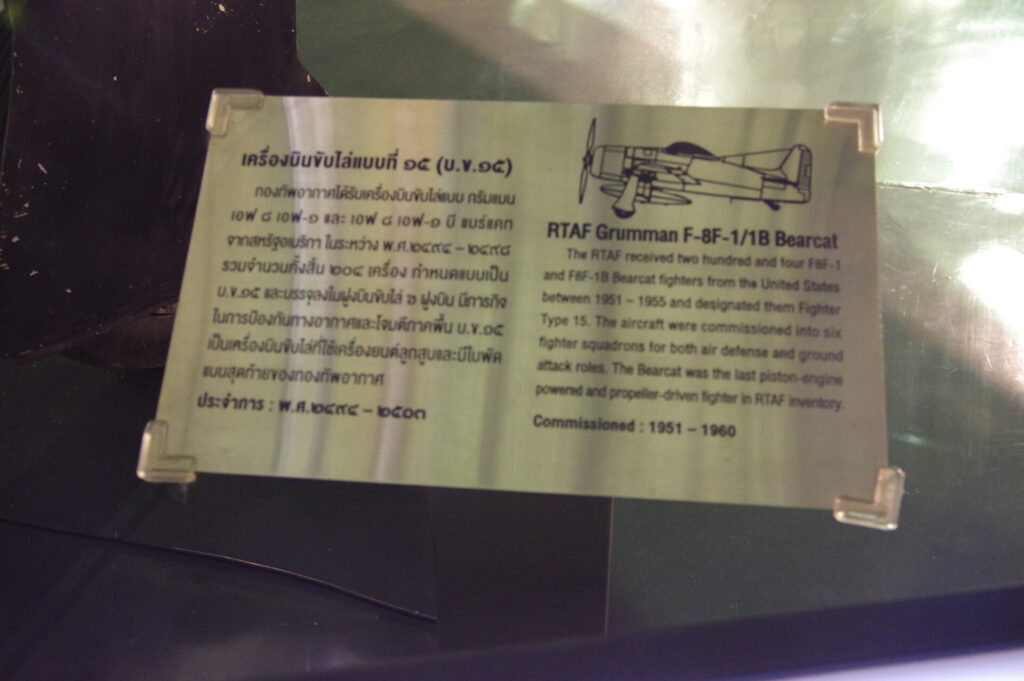 เครื่องบินขับไล่แบบที่ ๑๕ (บ.ข.๑๕)
กองทัพอากาศได้รับเครื่องบินขับไล่แบบ กรัมแมน
เอฟ ๘ เอฟ-๑ และ เอฟ ๘ เอฟ-๑ บี แบร์แคท
จากสหรัฐอเมริกา ในระหว่าง พ.ศ.๒๔๙๔ – ๒๔๙๘
รวมจำนวนทั้งสิ้น ๒๐๔ เครื่อง กำหนดแบบเป็น
บ.ข.๑๕ และบรรจุลงในฝูงบินขับไล่ ๖ ฝูงบิน มีภารกิจ
ในการป้องกันทางอากาศและโจมตีภาคพื้น บ.ข.๑๕
เป็นเครื่องบินขับไล่ที่ใช้เครื่องยนต์ลูกสูบและมีใบพัด
แบบสุดท้ายของกองทัพอากาศ
ประจำการ : พ.ศ.๒๔๙๔ – ๒๕๐๓
RTAF Grumman F-8F-1/1B Bearcat
The RTAF received two hundred and four F8F-1
and F8F-1B Bearcat fighters from the United States
between 1951 – 1955 and designated them Fighter
Type 15. The aircraft were commissioned into six
fighter squadrons for both air defense and ground
attack roles. The Bearcat was the last piston-engine
powered and propeller-driven fighter in RTAF inventory.
Commissioned : 1951 – 1960